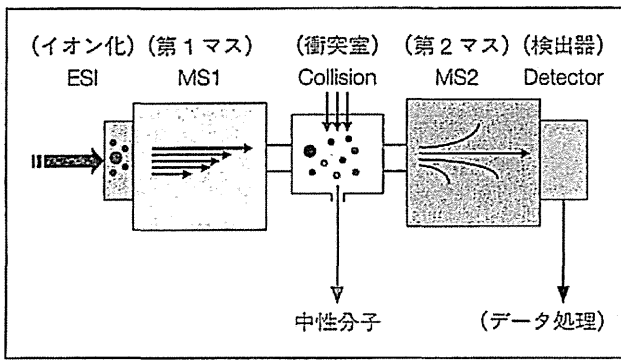 (イオン化) (第1マス) (衝突室) (第2マス) (検出器)
ESI MS1 Collision MS2 Detector
中性分子 (データ処理)